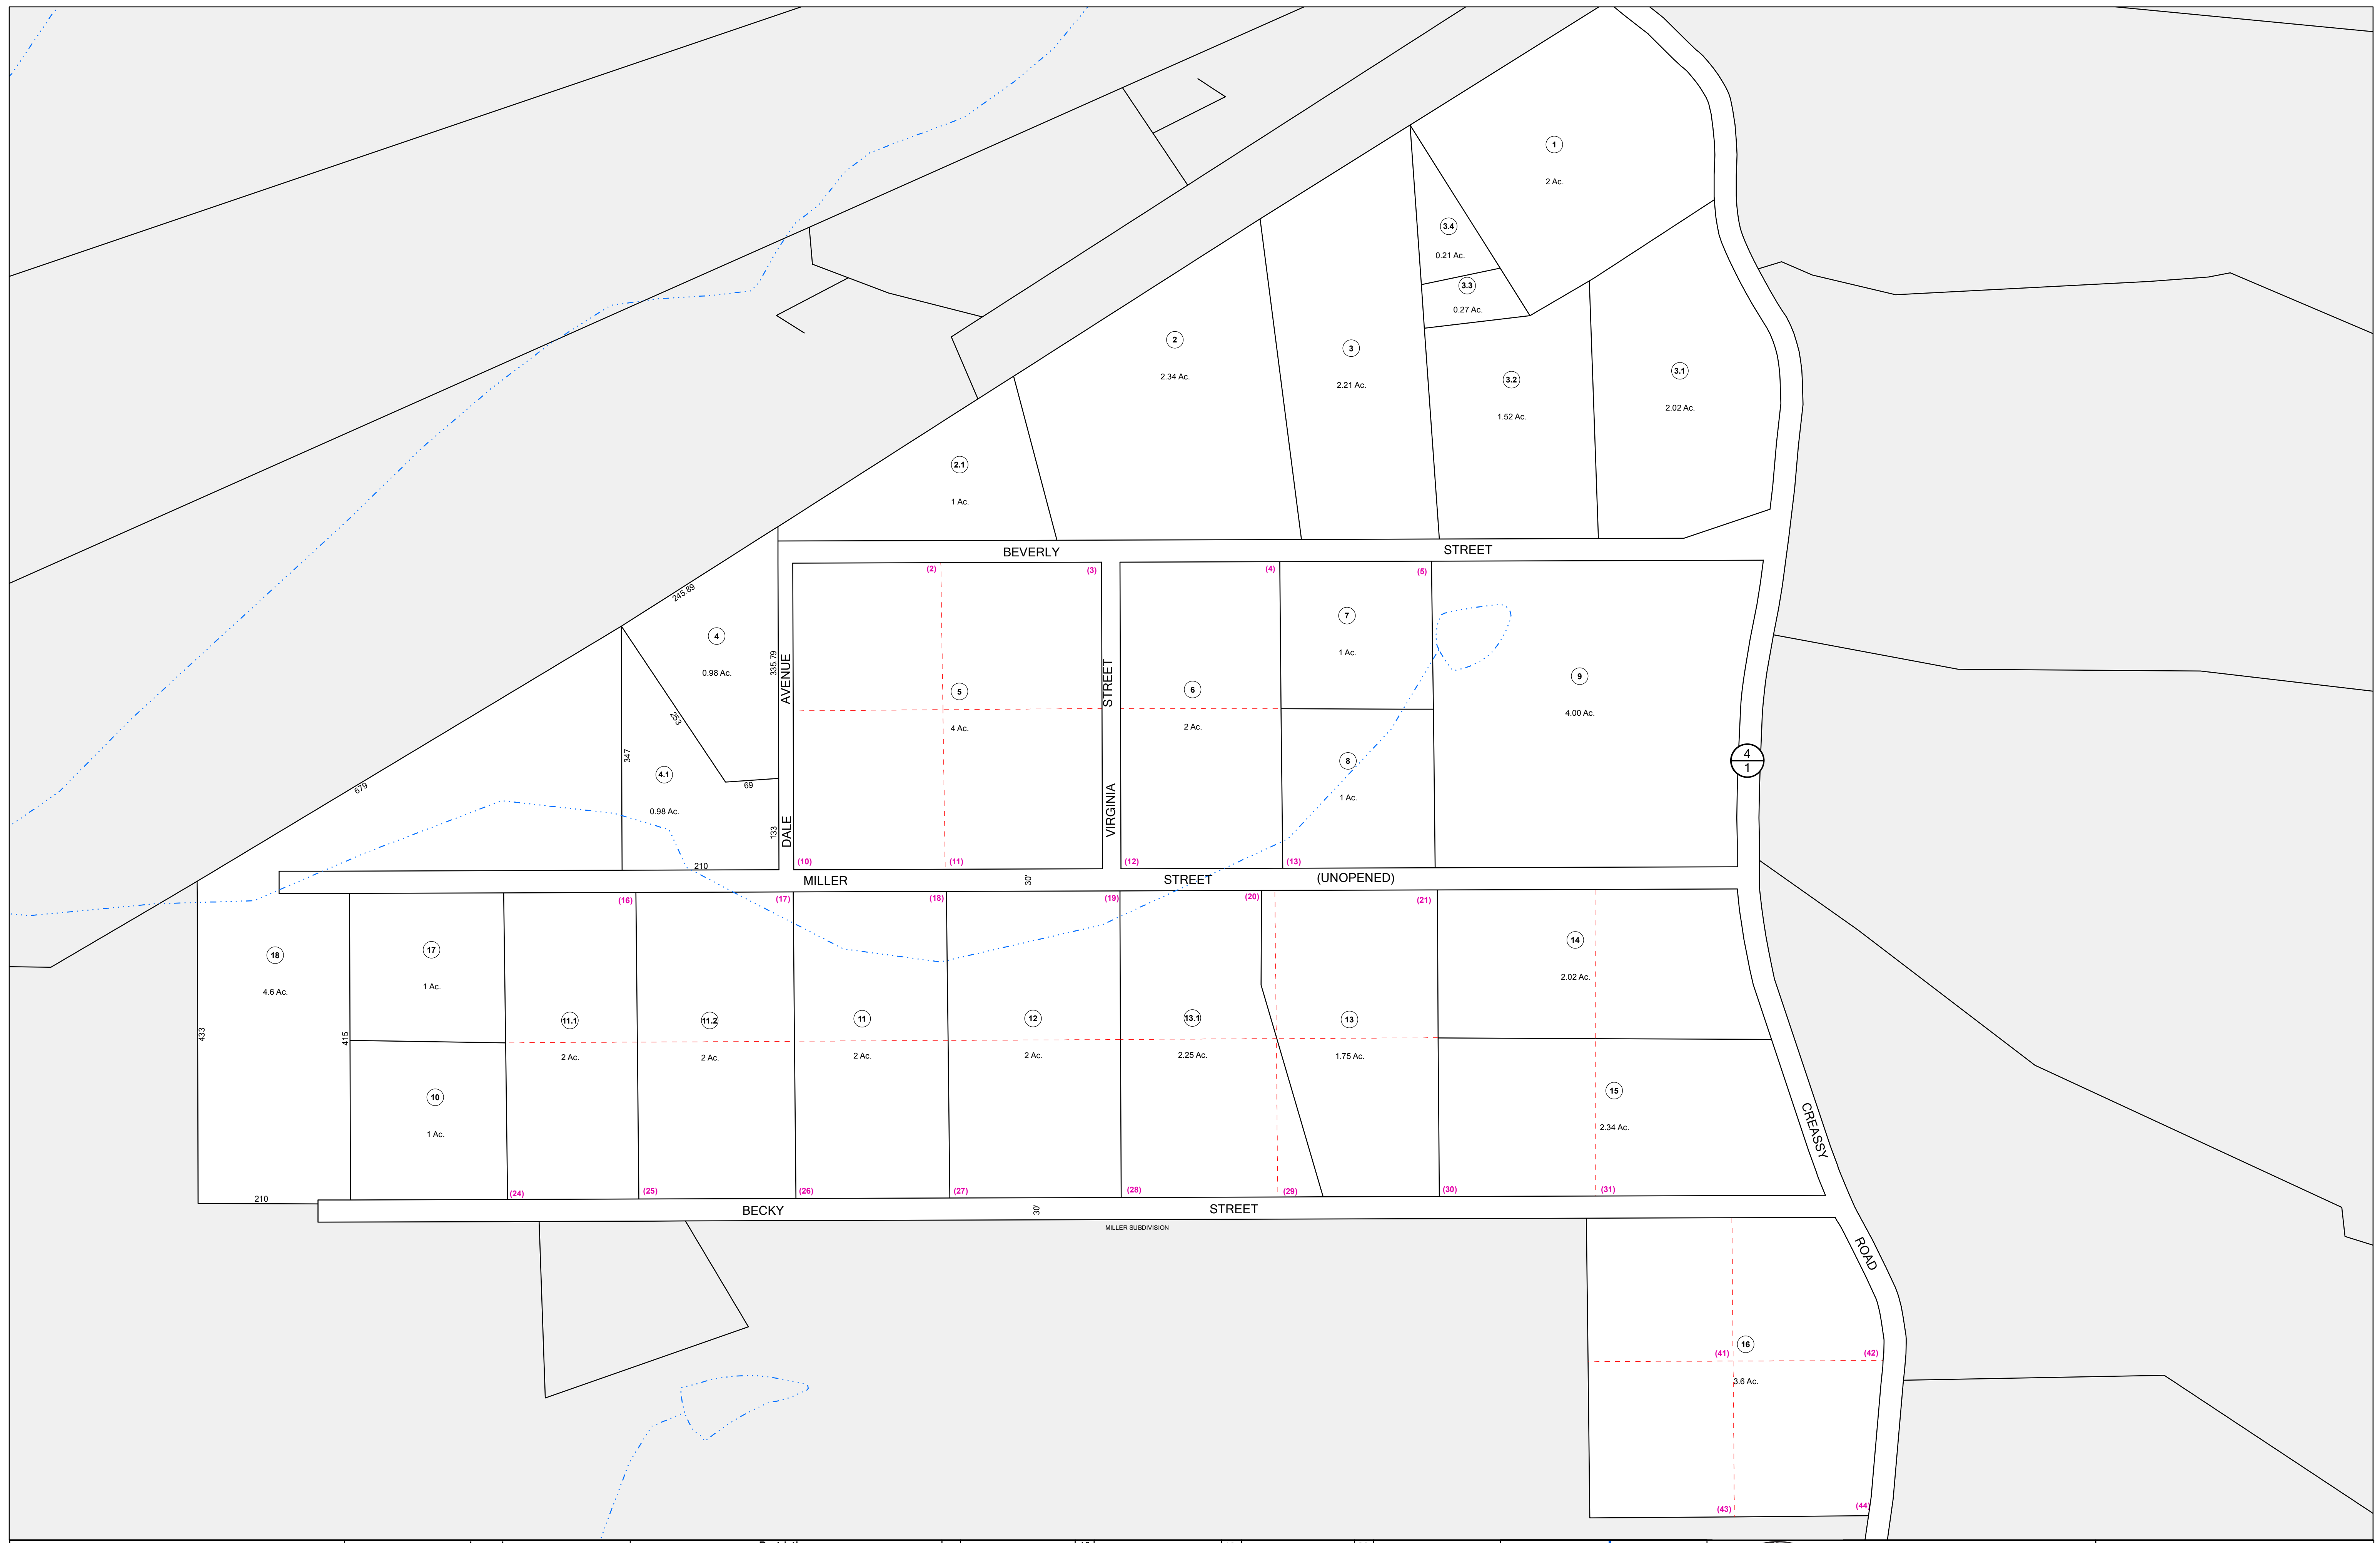 1
2 Ac.
3.4
0.21 Ac.
3.3
0.27 Ac.
2
2.34 Ac.
3
2.21 Ac.
3.2
1.52 Ac.
3.1
2.02 Ac.
2.1
1 Ac.
BEVERLY STREET
(2)
(3)
(4)
(5)
245.89
4
0.98 Ac.
335.79
DALE AVENUE
253
347
69
4.1
0.98 Ac.
133
210
679
5
4 Ac.
VIRGINIA STREET
6
2 Ac.
7
1 Ac.
8
1 Ac.
9
4.00 Ac.
4
1
(10)
(11)
(12)
(13)
MILLER 30' STREET (UNOPENED)
(16)
(17)
(18)
(19)
(20)
(21)
18
4.6 Ac.
433
415
210
17
1 Ac.
10
1 Ac.
11.1
2 Ac.
11.2
2 Ac.
11
2 Ac.
12
2 Ac.
13.1
2.25 Ac.
13
1.75 Ac.
14
2.02 Ac.
15
2.34 Ac.
(24)
(25)
(26)
(27)
(28)
(29)
(30)
(31)
BECKY 30' STREET
MILLER SUBDIVISION
CREASSY ROAD
16
3.6 Ac.
(41)
(42)
(43)
(44)